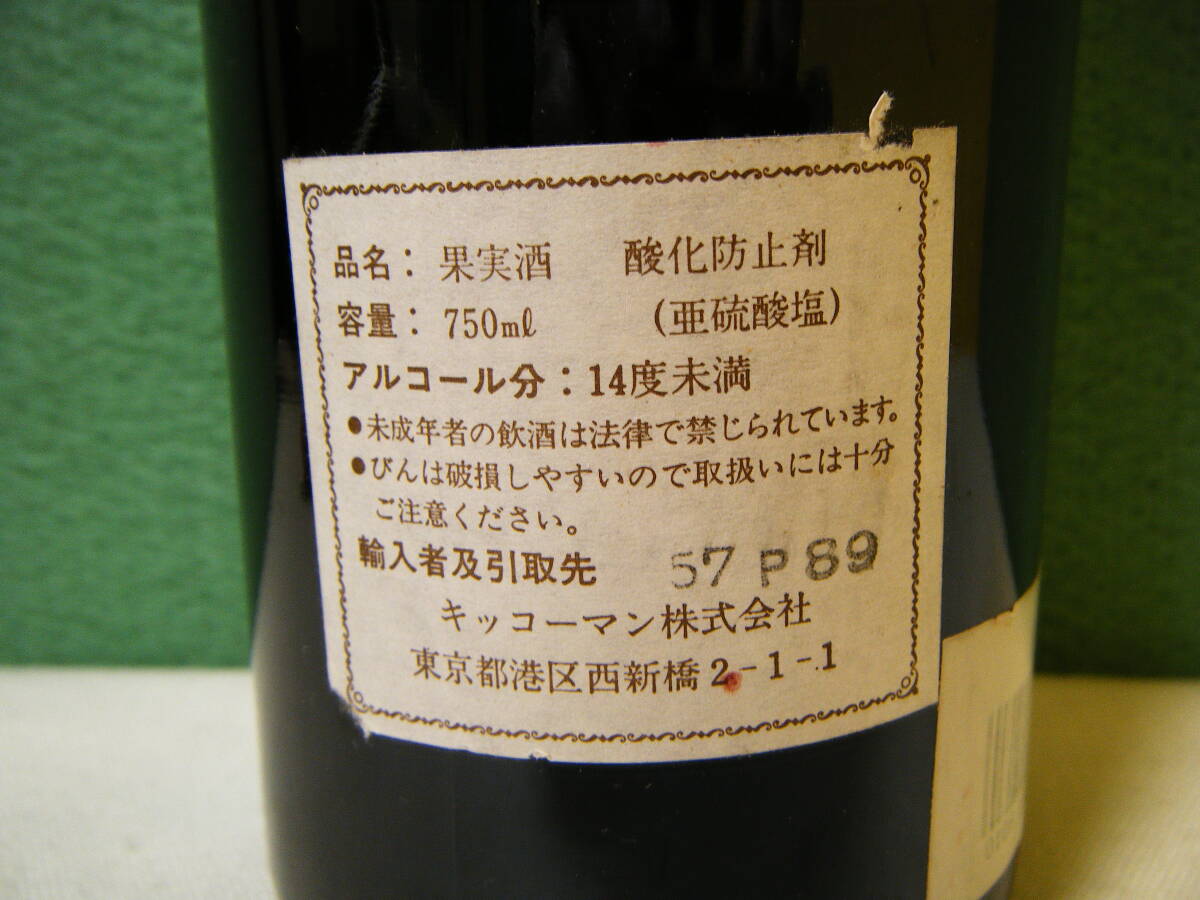 品名：果実酒　酸化防止剤
容量：750mℓ　（亜硫酸塩）
アルコール分：14度未満
●未成年者の飲酒は法律で禁じられています。
●びんは破損しやすいので取扱いには十分
ご注意ください。
輸入者及引取先　57 P 89
キッコーマン株式会社
東京都港区西新橋2-1-1